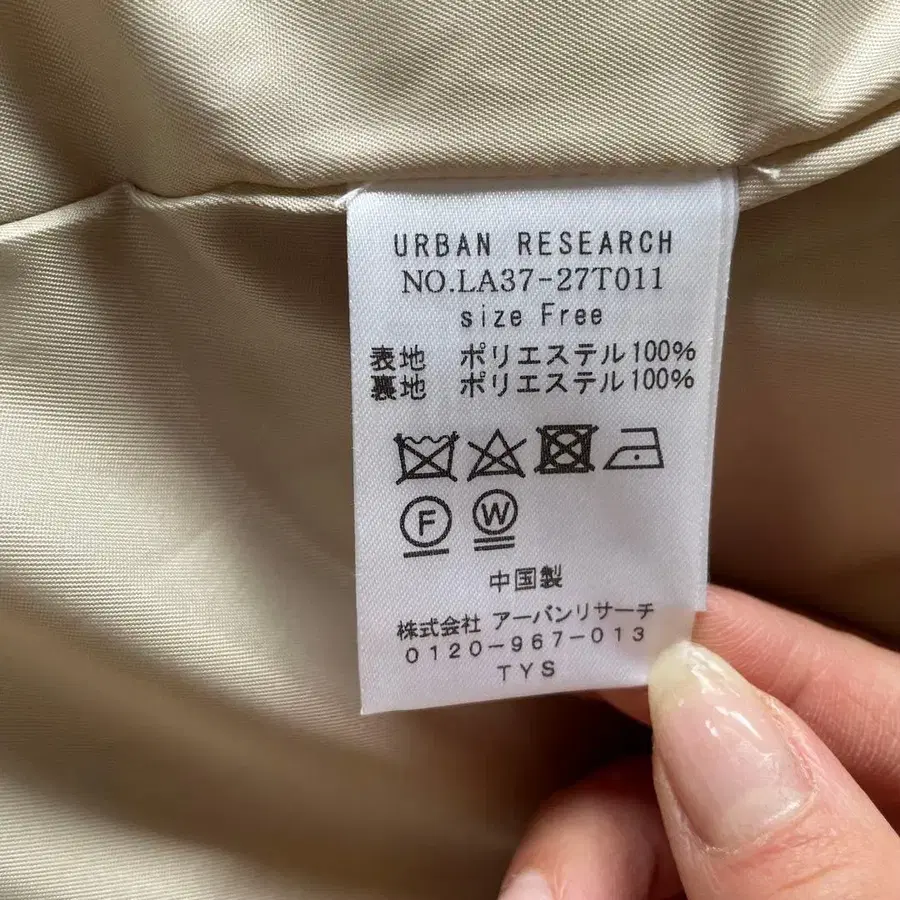 URBAN RESEARCH
NO.LA37-27T011
size Free
表地 ポリエステル100%
裏地 ポリエステル100%
F W
中国製
株式会社 アーバンリサーチ
0120-967-013
TYS